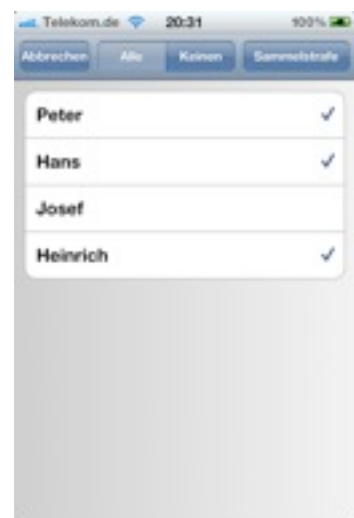 Telekom.de 20:31 100%
Abbrechen Alle Keinen Sammelstrafe
Peter
Hans
Josef
Heinrich